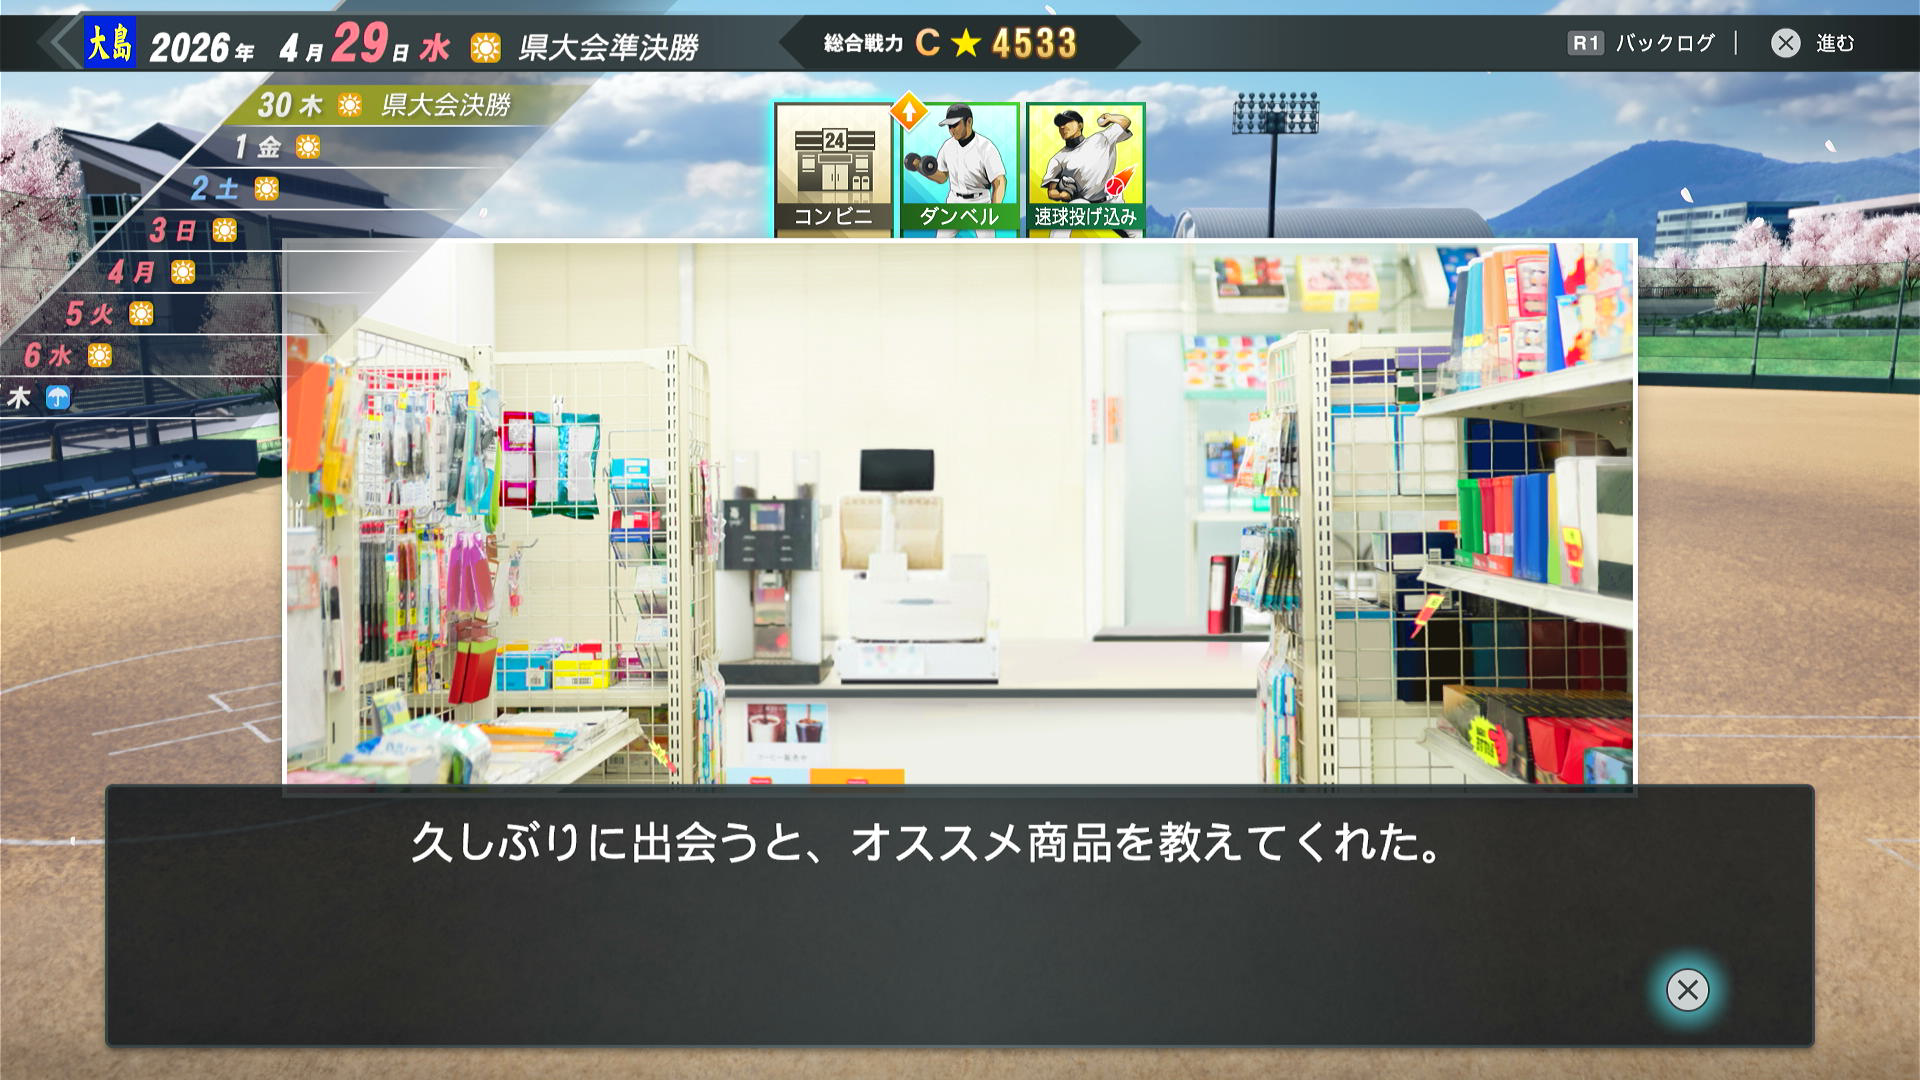 大島 2026年 4月29日 水 県大会準決勝
総合戦力 C ★ 4533
R1 バックログ | ⊗ 進む
30 木 県大会決勝
1 金
2 土
3 日
4 月
5 火
6 水
木
24
コンビニ
ダンベル
速球投げ込み
久しぶりに出会うと、オススメ商品を教えてくれた。